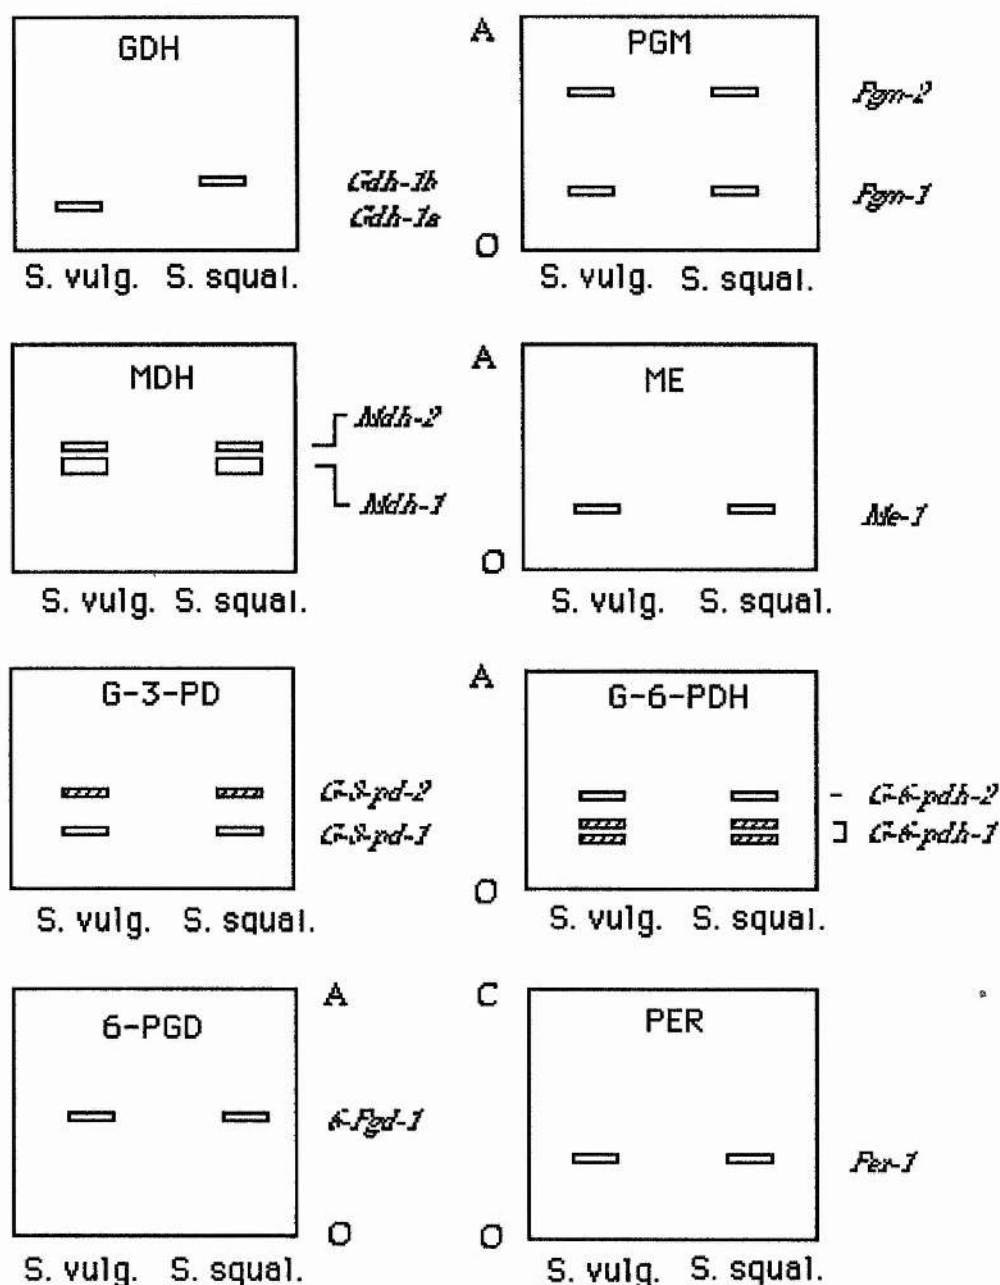 GDH
Gdh-1b
Gdh-1a
S. vulg. S. squal.
A
PGM
Pgm-2
Pgm-1
O
S. vulg. S. squal.
MDH
Mdh-2
Mdh-1
S. vulg. S. squal.
A
ME
Me-1
O
S. vulg. S. squal.
G-3-PD
G-3-pd-2
G-3-pd-1
S. vulg. S. squal.
A
G-6-PDH
G-6-pdh-2
G-6-pdh-1
O
S. vulg. S. squal.
6-PGD
A
6-Pgd-1
O
S. vulg. S. squal.
C
PER
Per-1
O
S. vulg. S. squal.